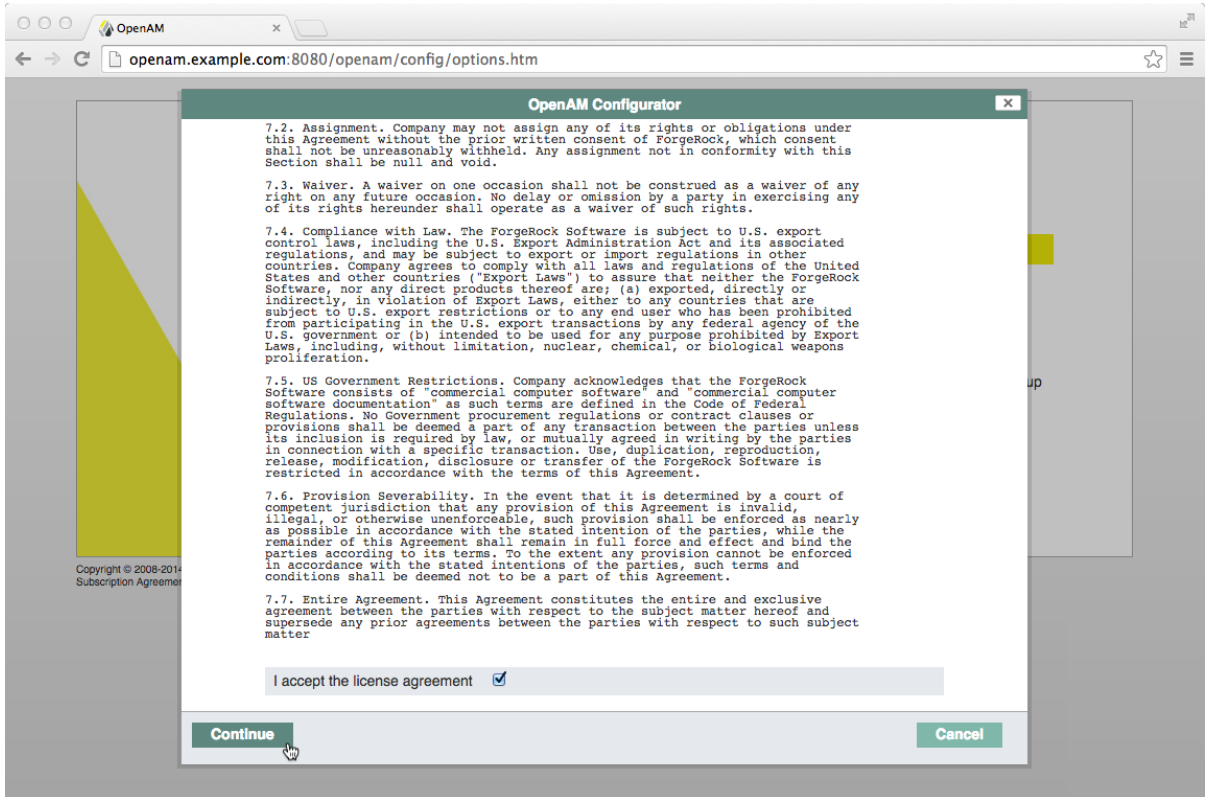 OpenAM
openam.example.com:8080/openam/config/options.htm
OpenAM Configurator
7.2. Assignment. Company may not assign any of its rights or obligations under
this Agreement without the prior written consent of ForgeRock, which consent
shall not be unreasonably withheld. Any assignment not in conformity with this
Section shall be null and void.
7.3. Waiver. A waiver on one occasion shall not be construed as a waiver of any
right on any future occasion. No delay or omission by a party in exercising any
of its rights hereunder shall operate as a waiver of such rights.
7.4. Compliance with Law. The ForgeRock Software is subject to U.S. export
control laws, including the U.S. Export Administration Act and its associated
regulations, and may be subject to export or import regulations in other
countries. Company agrees to comply with all laws and regulations of the United
States and other countries ("Export Laws") to assure that neither the ForgeRock
Software, nor any direct products thereof are; (a) exported, directly or
indirectly, in violation of Export Laws, either to any countries that are
subject to U.S. export restrictions or to any end user who has been prohibited
from participating in the U.S. export transactions by any federal agency of the
U.S. government or (b) intended to be used for any purpose prohibited by Export
Laws, including, without limitation, nuclear, chemical, or biological weapons
proliferation.
7.5. US Government Restrictions. Company acknowledges that the ForgeRock
Software consists of "commercial computer software" and "commercial computer
software documentation" as such terms are defined in the Code of Federal
Regulations. No Government procurement regulations or contract clauses or
provisions shall be deemed a part of any transaction between the parties unless
its inclusion is required by law, or mutually agreed in writing by the parties
in connection with a specific transaction. Use, duplication, reproduction,
release, modification, disclosure or transfer of the ForgeRock Software is
restricted in accordance with the terms of this Agreement.
up
7.6. Provision Severability. In the event that it is determined by a court of
competent jurisdiction that any provision of this Agreement is invalid,
illegal, or otherwise unenforceable, such provision shall be enforced as nearly
as possible in accordance with the stated intention of the parties, while the
remainder of this Agreement shall remain in full force and effect and bind the
parties according to its terms. To the extent any provision cannot be enforced
in accordance with the stated intentions of the parties, such terms and
conditions shall be deemed not to be a part of this Agreement.
Copyright © 2008-2014
Subscription Agreemen
7.7. Entire Agreement. This Agreement constitutes the entire and exclusive
agreement between the parties with respect to the subject matter hereof and
supersede any prior agreements between the parties with respect to such subject
matter
I accept the license agreement
Continue
Cancel